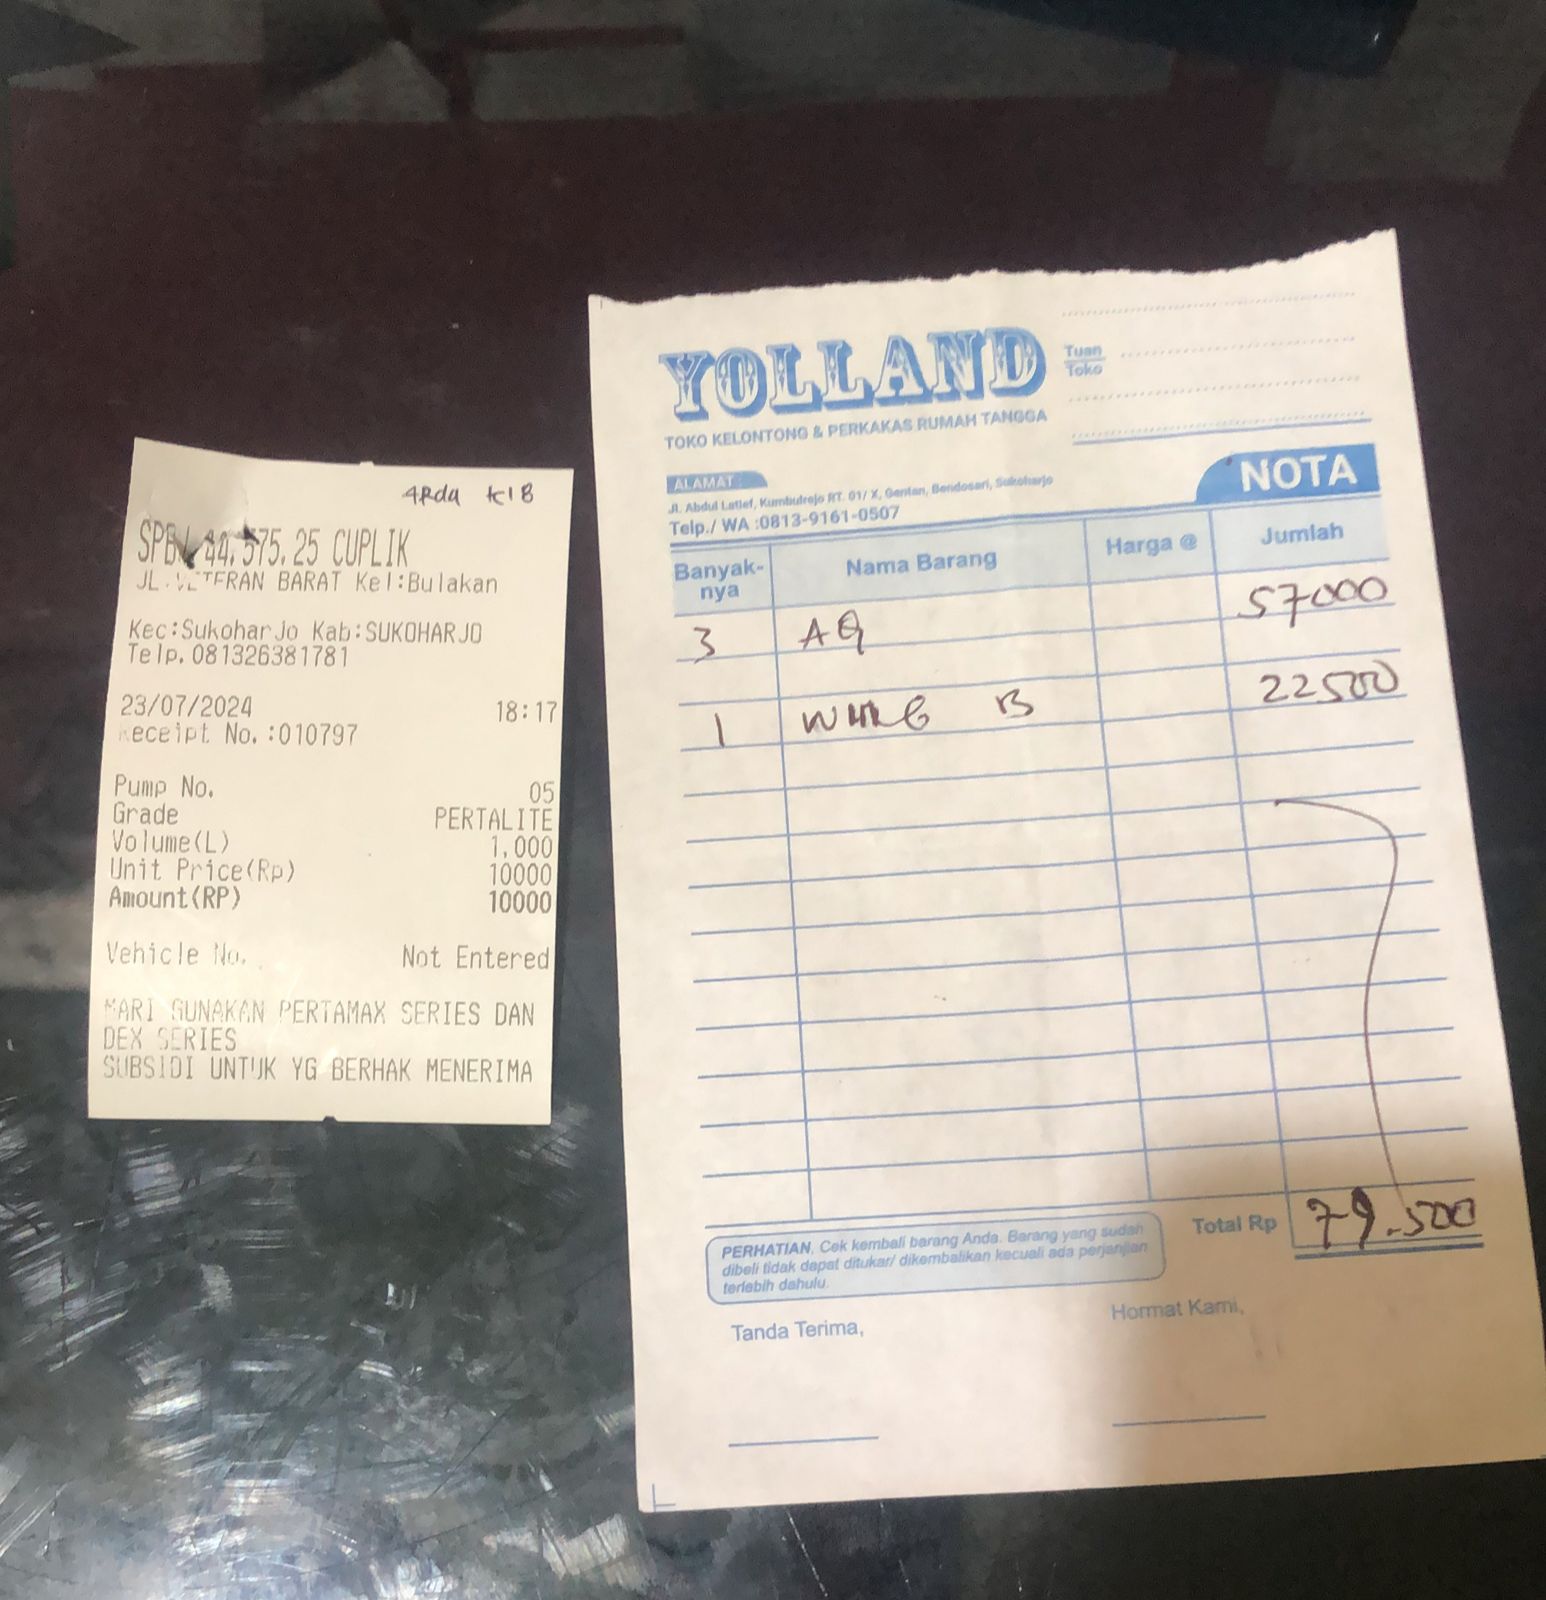 SPBU 44.575.25 CUPLIK
JL.VETERAN BARAT Kel:Bulakan
Kec:Sukoharjo Kab:SUKOHARJO
Telp.081326381781
23/07/2024 18:17
Receipt No.:010797
Pump No. 05
Grade PERTALITE
Volume(L) 1,000
Unit Price(Rp) 10000
Amount(RP) 10000
Vehicle No. Not Entered
MARI GUNAKAN PERTAMAX SERIES DAN
DEX SERIES
SUBSIDI UNTUK YG BERHAK MENERIMA
YOLLAND
TOKO KELONTONG & PERKAKAS RUMAH TANGGA
Tuan
Toko
ALAMAT
Jl. Abdul Latief, Kumbulrejo RT. 01/ X, Gentan, Bendosari, Sukoharjo
Telp./ WA :0813-9161-0507
NOTA
Banyak-
nya
Nama Barang Harga @ Jumlah
3 AQ 57000
1 B 22500
Total Rp 79.500
PERHATIAN. Cek kembali barang Anda. Barang yang sudah
dibeli tidak dapat ditukar/ dikembalikan kecuali ada perjanjian
terlebih dahulu.
Tanda Terima, Hormat Kami,